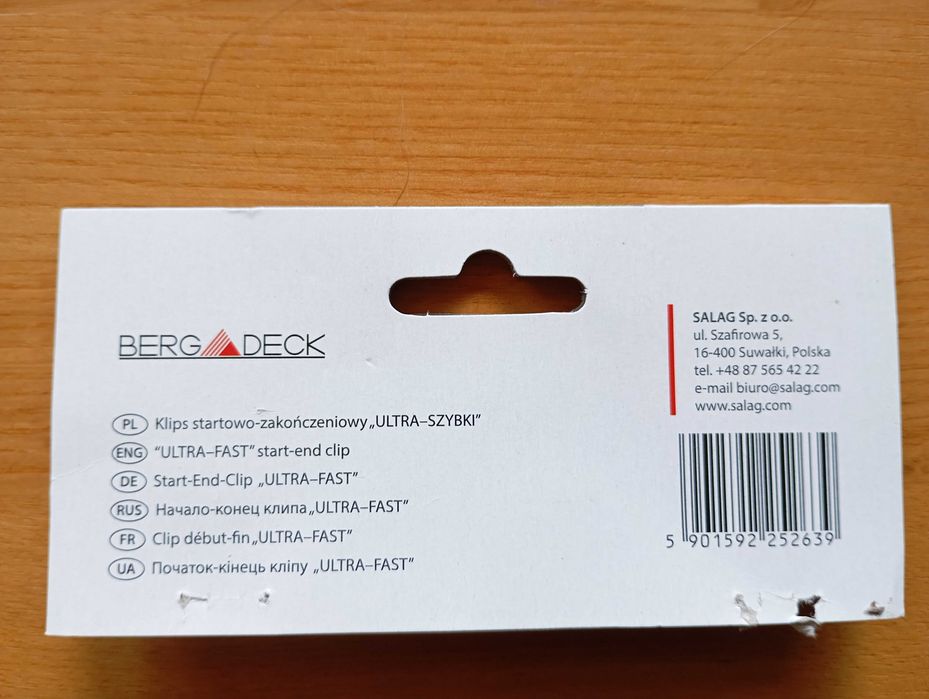 BERG DECK
PL Klips startowo-zakończeniowy „ULTRA–SZYBKI”
ENG “ULTRA–FAST” start-end clip
DE Start-End-Clip „ULTRA–FAST”
RUS Начало-конец клипа „ULTRA–FAST”
FR Clip début-fin „ULTRA–FAST”
UA Початок-кінець кліпу „ULTRA–FAST”
SALAG Sp. z o.o.
ul. Szafirowa 5,
16-400 Suwałki, Polska
tel. +48 87 565 42 22
e-mail biuro@salag.com
www.salag.com
5 901592 252639